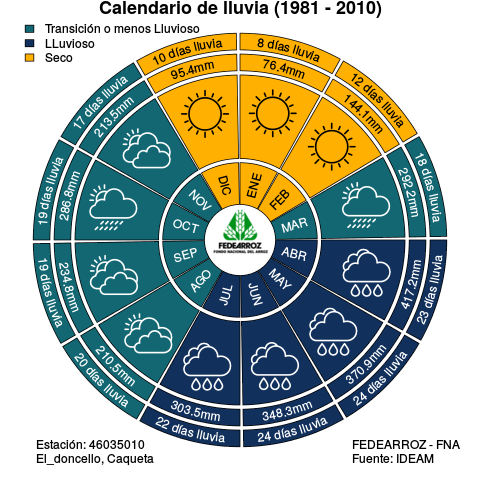 Calendario de lluvia (1981 - 2010)
Transición o menos Lluvioso
LLuvioso
Seco
8 días lluvia
76.4mm
ENE
12 días lluvia
144.1mm
FEB
18 días lluvia
292.2mm
MAR
23 días lluvia
417.2mm
ABR
24 días lluvia
370.9mm
MAY
24 días lluvia
348.3mm
JUN
22 días lluvia
303.5mm
JUL
20 días lluvia
210.5mm
AGO
19 días lluvia
234.8mm
SEP
19 días lluvia
286.8mm
OCT
17 días lluvia
213.5mm
NOV
10 días lluvia
95.4mm
DIC
FEDEARROZ
FONDO NACIONAL DEL ARROZ
Estación: 46035010
El_doncello, Caqueta
FEDEARROZ - FNA
Fuente: IDEAM